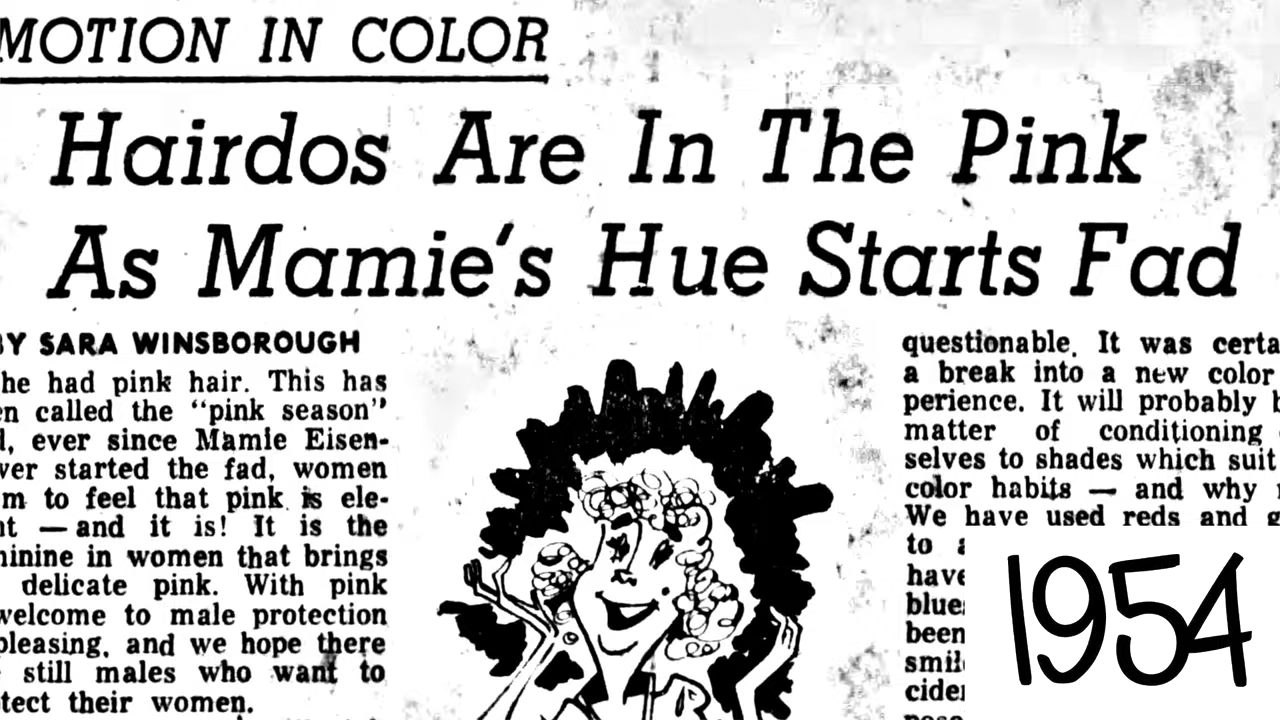 MOTION IN COLOR
Hairdos Are In The Pink
As Mamie's Hue Starts Fad
BY SARA WINSBOROUGH
he had pink hair. This has
en called the "pink season"
, ever since Mamie Eisen-
wer started the fad, women
m to feel that pink is ele-
nt — and it is! It is the
minine in women that brings
delicate pink. With pink
welcome to male protection
pleasing, and we hope there
still males who want to
tect their women.
questionable. It was certa
a break into a new color
perience. It will probably b
matter of conditioning
selves to shades which suit
color habits — and why
We have used reds and g
to
have
blue
been
smil
cide
1954